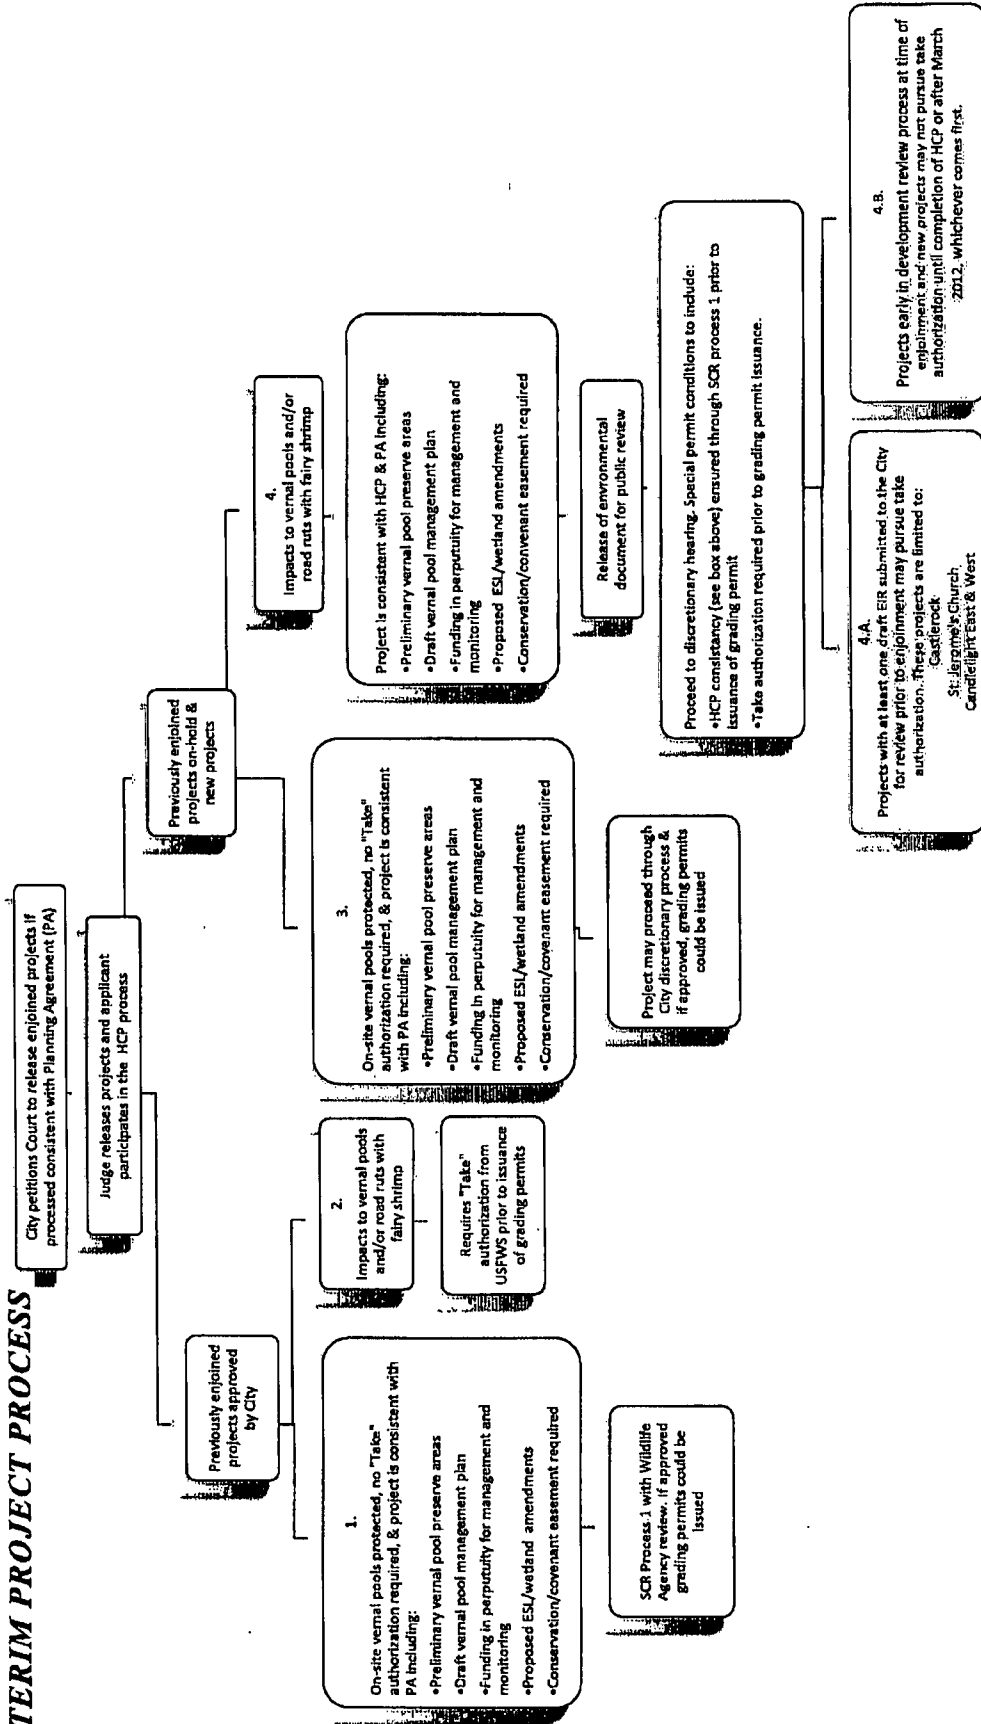 TERIM PROJECT PROCESS
City petitions Court to release enjoined projects if
processed consistent with Planning Agreement (PA)
Judge releases projects and applicant
participates in the HCP process
Previously enjoined
projects approved
by City
Previously enjoined
projects on-hold &
new projects
1.
On-site vernal pools protected, no "Take"
authorization required, & project is consistent with
PA including:
•Preliminary vernal pool preserve areas
•Draft vernal pool management plan
•Funding in perputuity for management and
monitoring
•Proposed ESL/wetland amendments
•Conservation/covenant easement required
SCR Process 1 with Wildlife
Agency review. If approved
grading permits could be
issued
2.
Impacts to vernal pools
and/or road ruts with
fairy shrimp
Requires "Take"
authorization from
USFWS prior to issuance
of grading permits
3.
On-site vernal pools protected, no "Take"
authorization required, & project is consistent
with PA including:
•Preliminary vernal pool preserve areas
•Draft vernal pool management plan
•Funding in perputuity for management and
monitoring
•Proposed ESL/wetland amendments
•Conservation/covenant easement required
Project may proceed through
City discretionary process &
if approved, grading permits
could be issued
4.
Impacts to vernal pools and/or
road ruts with fairy shrimp
Project is consistent with HCP & PA including:
•Preliminary vernal pool preserve areas
•Draft vernal pool management plan
•Funding in perputuity for management and
monitoring
•Proposed ESL/wetland amendments
•Conservation/convenant easement required
Release of envronmental
document for public review
Proceed to discretionary hearing. Special permit conditions to include:
•HCP consistancy (see box above) ensured through SCR process 1 prior to
issuance of grading permit
•Take authorization required prior to grading permit issuance.
4.A.
Projects with at least one draft EIR submitted to the City
for review prior to enjoinment may pursue take
authorization. These projects are limited to:
Castlerock
St. Jerome's Church
Candlelight East & West
4.B.
Projects early in development review process at time of
enjoinment and new projects may not pursue take
authorization until completion of HCP or after March
2012, whichever comes first.